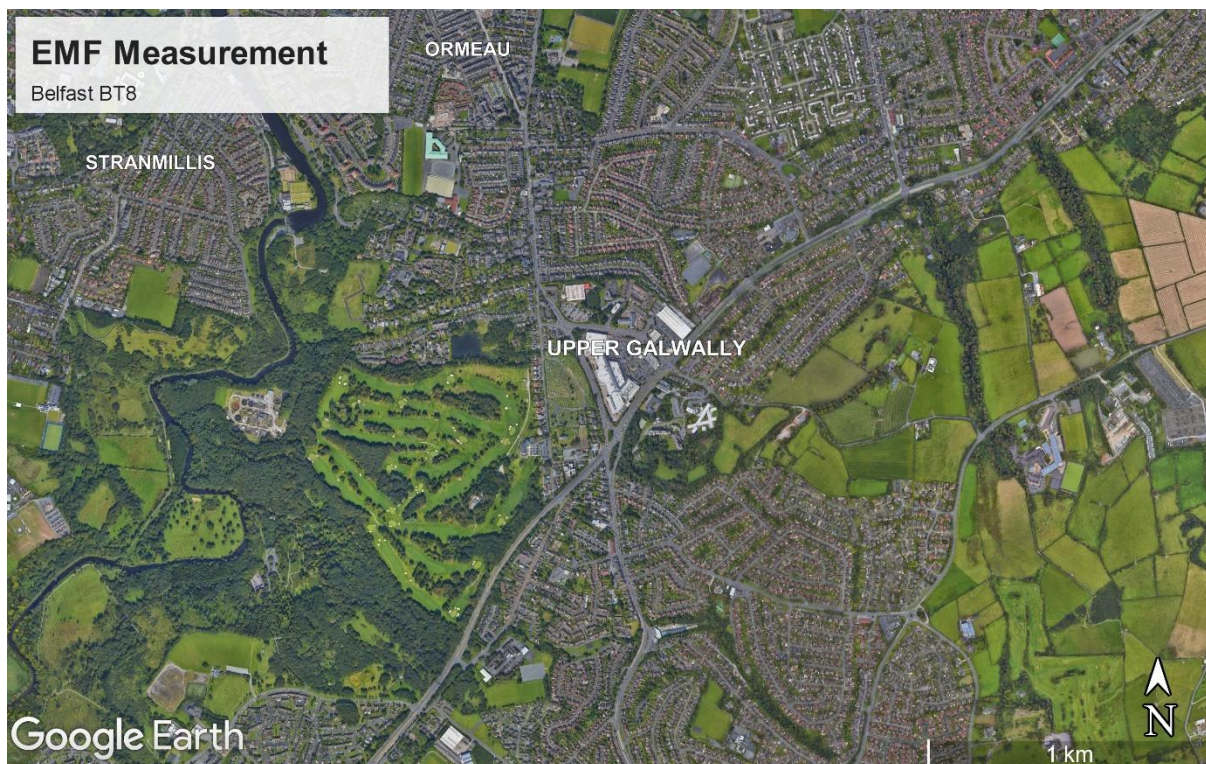 EMF Measurement
Belfast BT8
ORMEAU
STRANMILLIS
UPPER GALWALLY
Google Earth
N
1 km